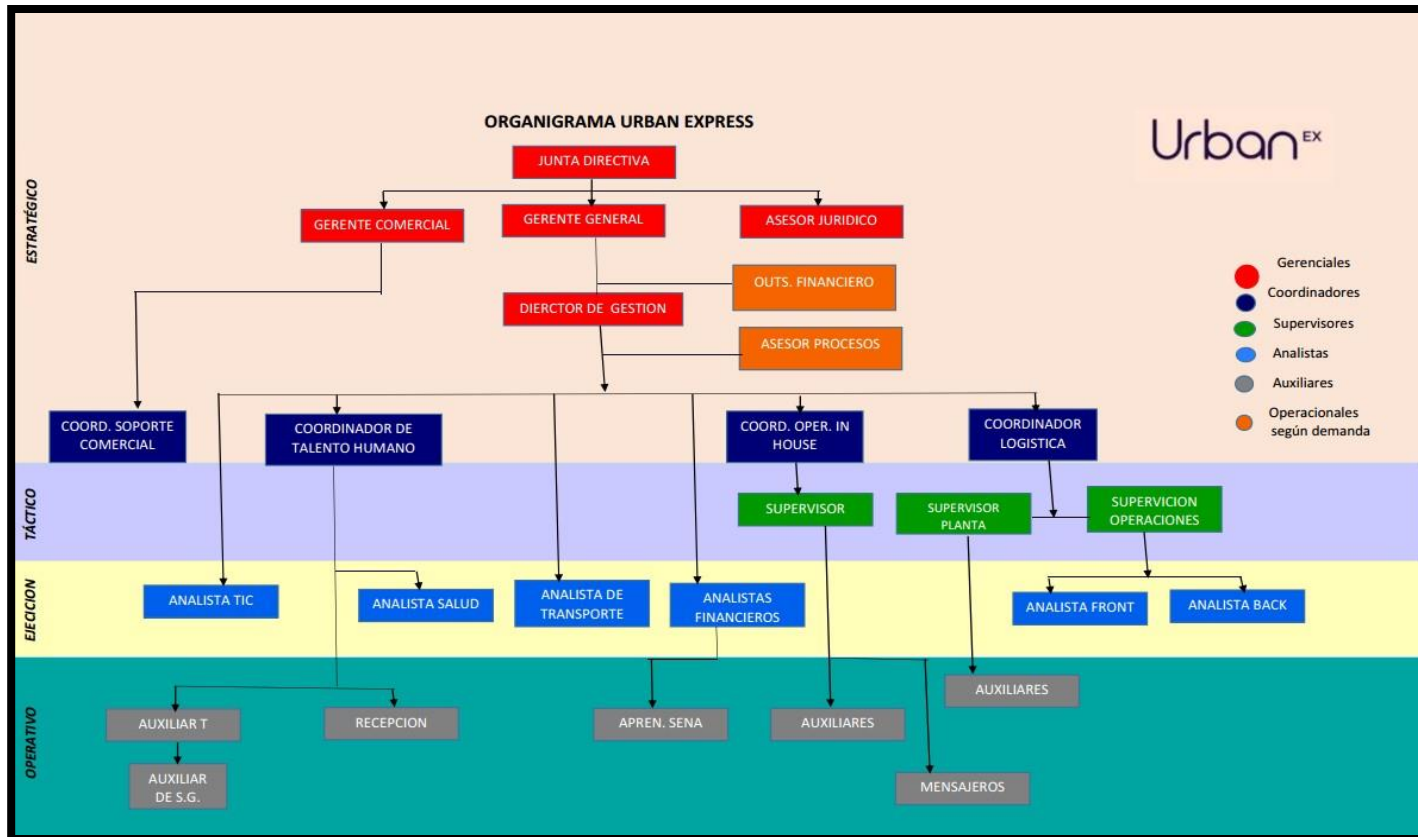 ORGANIGRAMA URBAN EXPRESS
Urban EX
JUNTA DIRECTIVA
GERENTE COMERCIAL
GERENTE GENERAL
ASESOR JURIDICO
OUTS. FINANCIERO
DIERCTOR DE GESTION
ASESOR PROCESOS
ESTRATÉGICO
Gerenciales
Coordinadores
Supervisores
Analistas
Auxiliares
Operacionales
según demanda
COORD. SOPORTE
COMERCIAL
COORDINADOR DE
TALENTO HUMANO
COORD. OPER. IN
HOUSE
COORDINADOR
LOGISTICA
TÁCTICO
SUPERVISOR
SUPERVISOR
PLANTA
SUPERVICION
OPERACIONES
EJECICION
ANALISTA TIC
ANALISTA SALUD
ANALISTA DE
TRANSPORTE
ANALISTAS
FINANCIEROS
ANALISTA FRONT
ANALISTA BACK
OPERATIVO
AUXILIAR T
RECEPCION
APREN. SENA
AUXILIARES
AUXILIARES
AUXILIAR
DE S.G.
MENSAJEROS